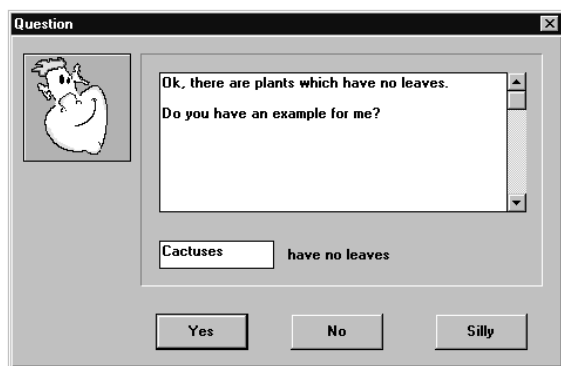 Question
Ok, there are plants which have no leaves.
Do you have an example for me?
Cactuses have no leaves
Yes No Silly